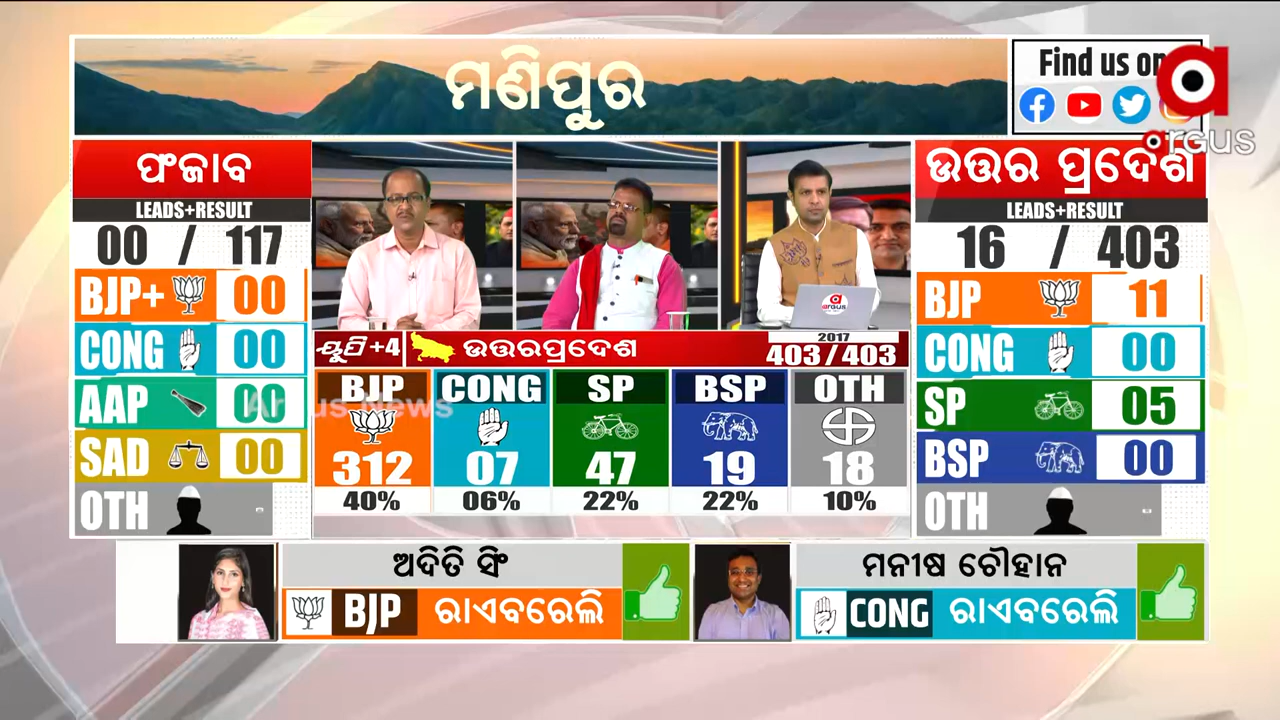 ମଣିପୁର
Find us on
argus
ପଂଜାବ
LEADS+RESULT
00 / 117
BJP+ 00
CONG 00
AAP 00
SAD 00
OTH
argus
ୟୁପି +4 ଉତ୍ତରପ୍ରଦେଶ 2017 403/403
BJP CONG SP BSP OTH
Argus News
312 07 47 19 18
40% 06% 22% 22% 10%
ଉତ୍ତର ପ୍ରଦେଶ
LEADS+RESULT
16 / 403
BJP 11
CONG 00
SP 05
BSP 00
OTH
ଅଦିତି ସିଂ
BJP ରାଏବରେଲି
ମନୀଷ ଚୌହାନ
CONG ରାଏବରେଲି